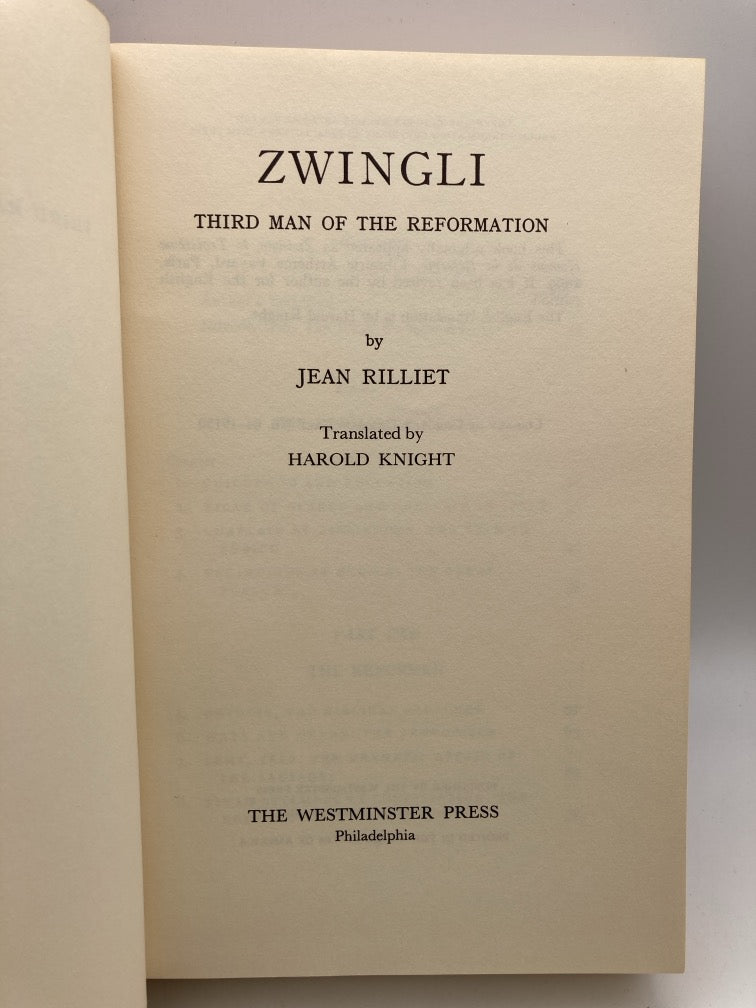 ZWINGLI
THIRD MAN OF THE REFORMATION
by
JEAN RILLIET
Translated by
HAROLD KNIGHT
THE WESTMINSTER PRESS
Philadelphia